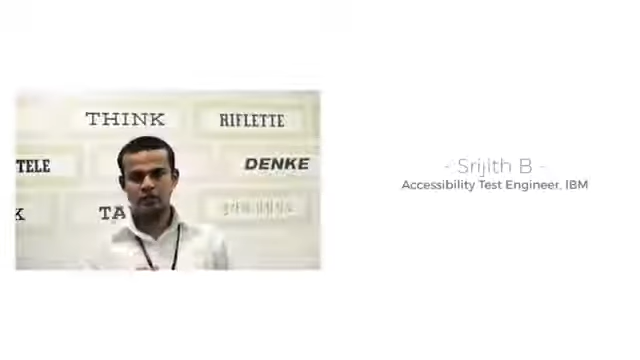 THINK
RIFLETTE
TELE
DENKE
K
TA
- Srijith B -
Accessibility Test Engineer, IBM